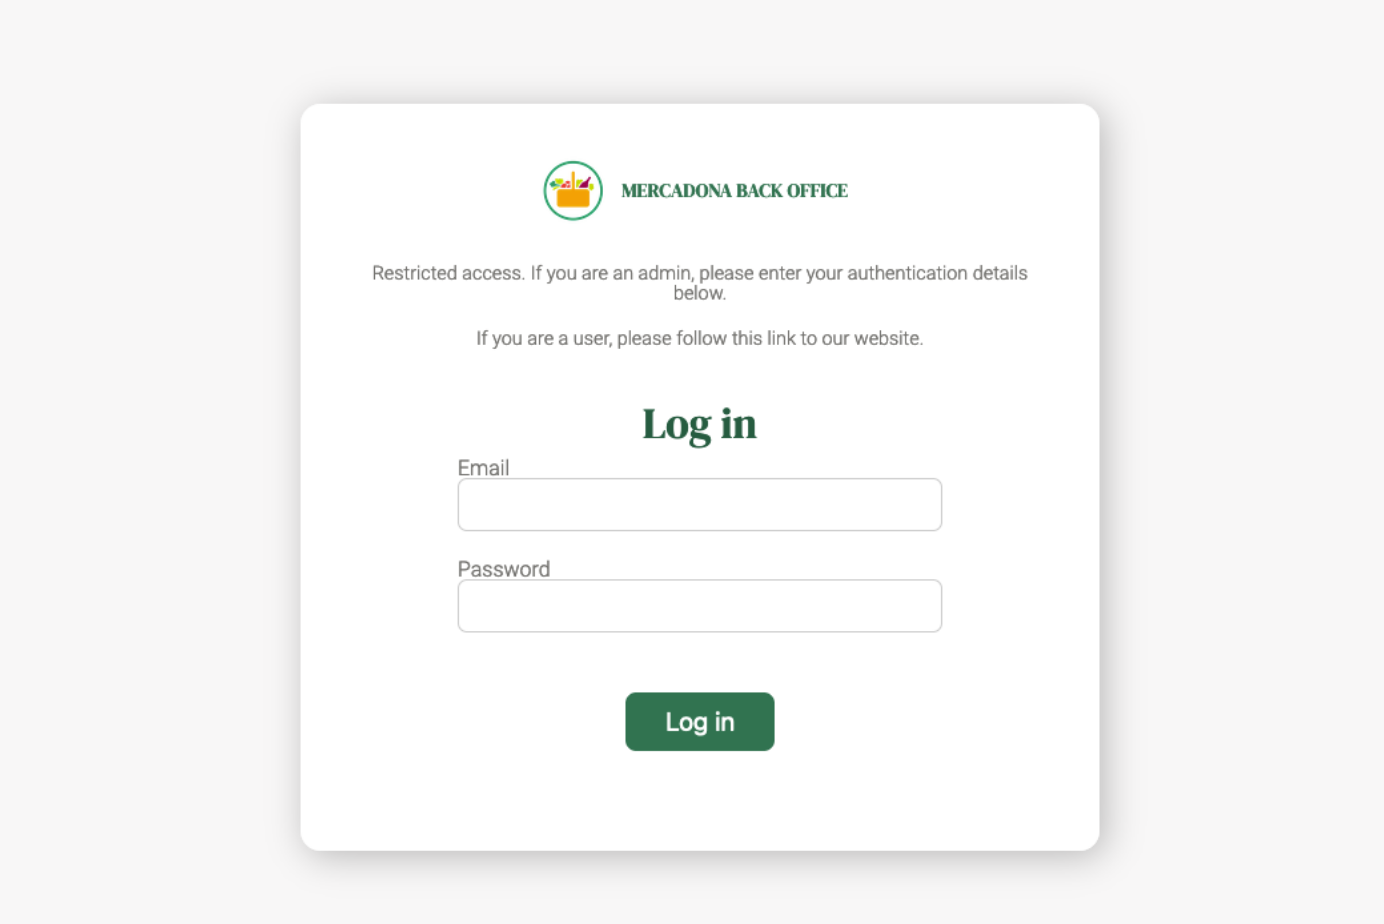 MERCADONA BACK OFFICE
Restricted access. If you are an admin, please enter your authentication details
below.
If you are a user, please follow this link to our website.
Log in
Email
Password
Log in